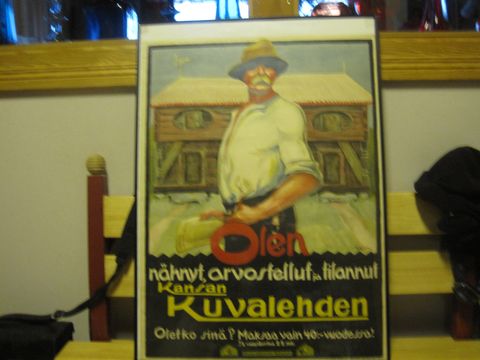 Olen
nähnyt, arvostellut ja tilannut
Kansan
Kuvalehden
Oletko sinä? Maksaa vain 40:- vuodessa!